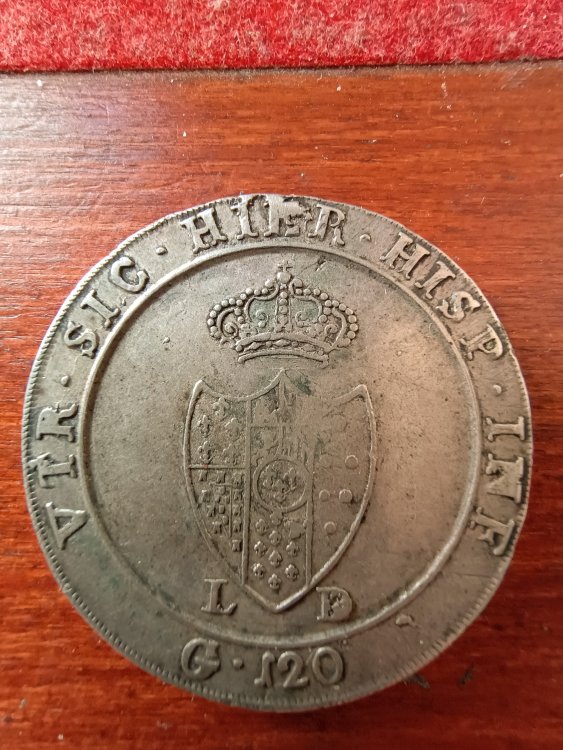 VTR · SIC · HIER · HISP · INF
L D
G · 120